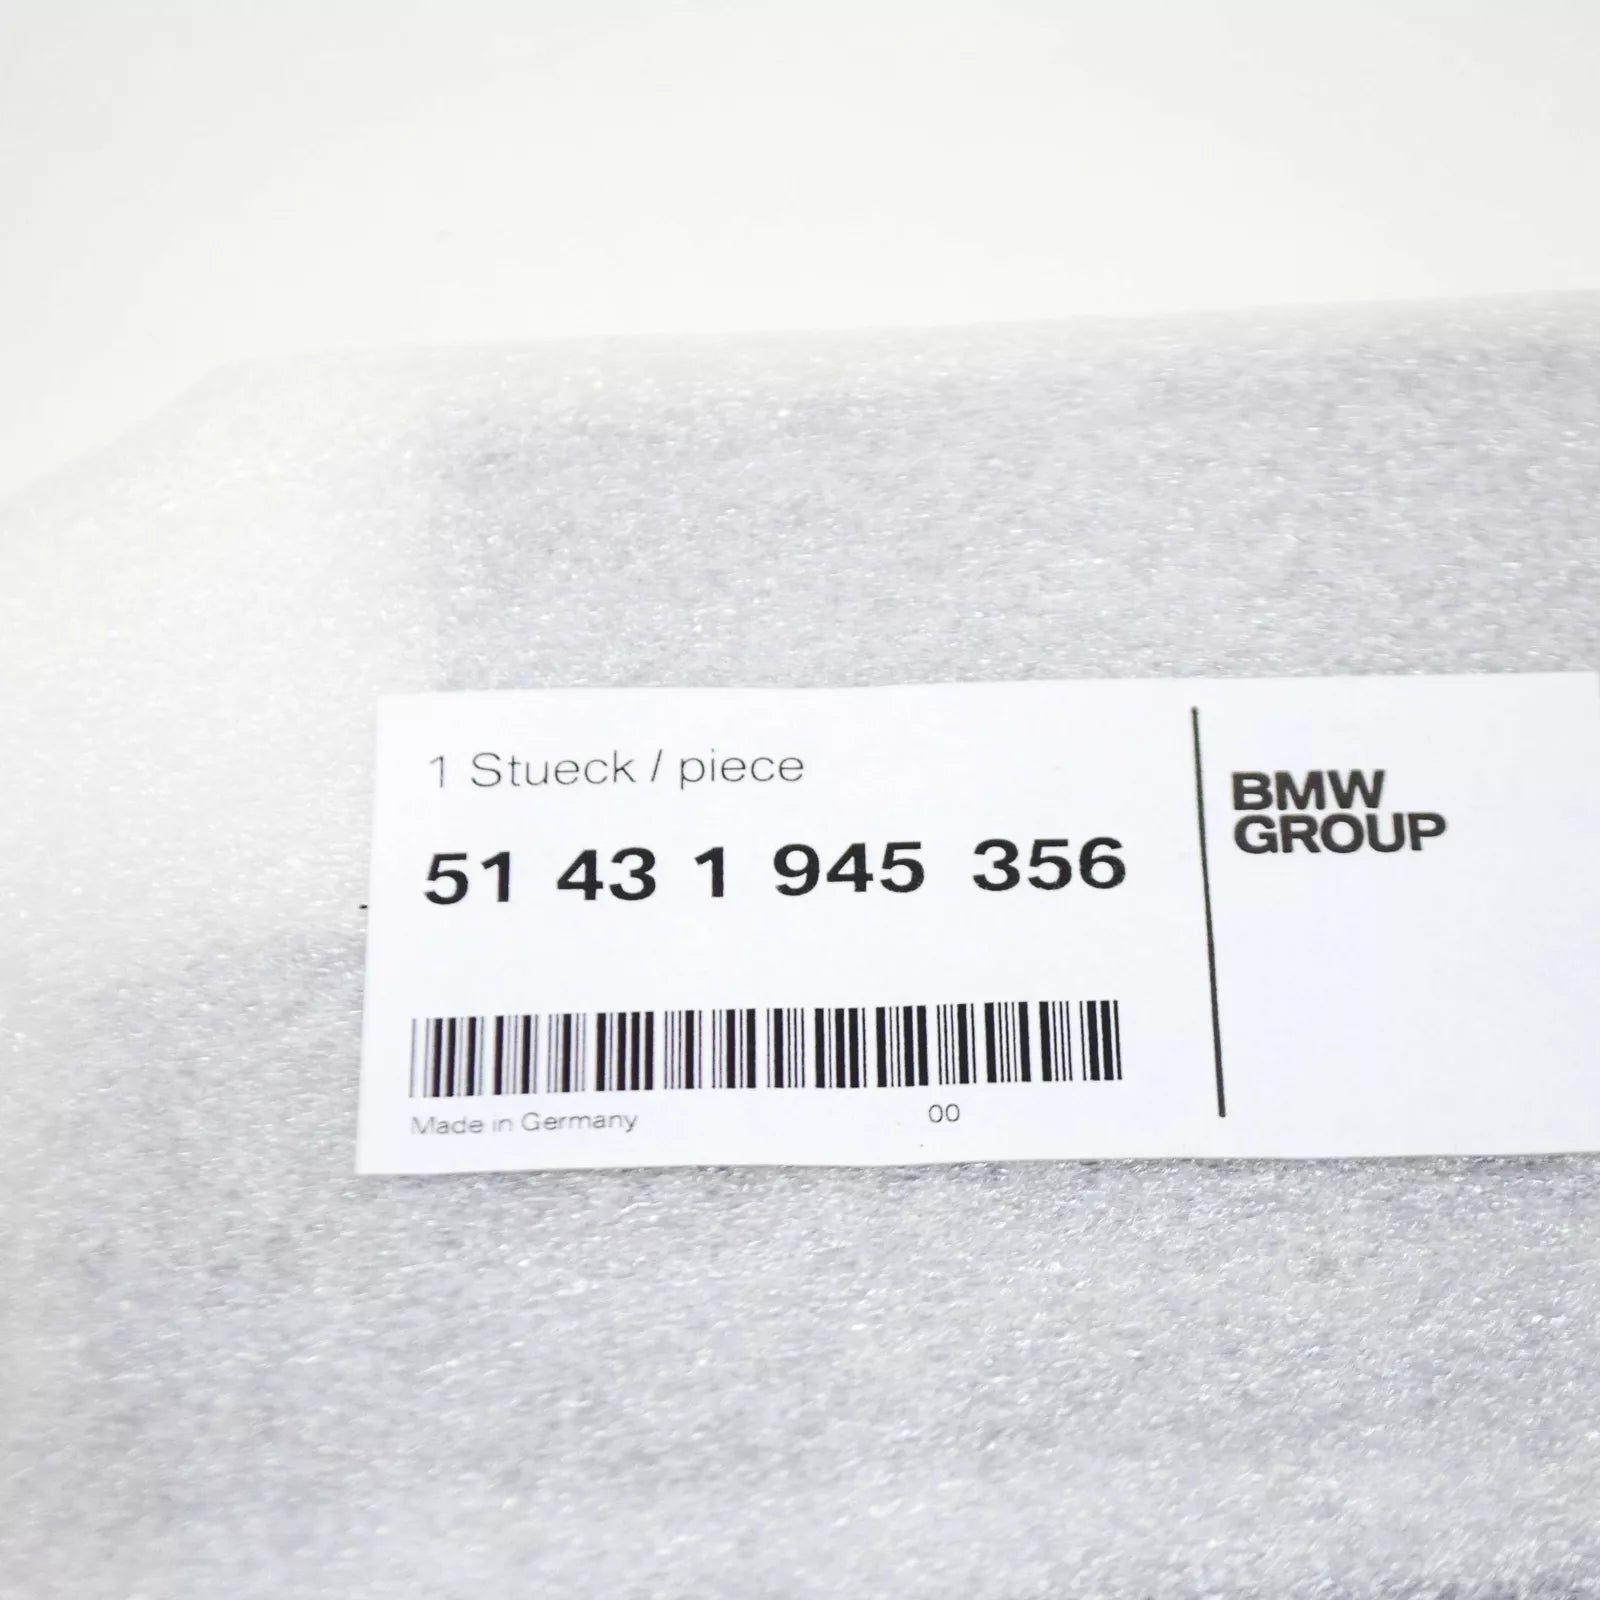 1 Stueck / piece
51 43 1 945 356
Made in Germany 00
BMW
GROUP